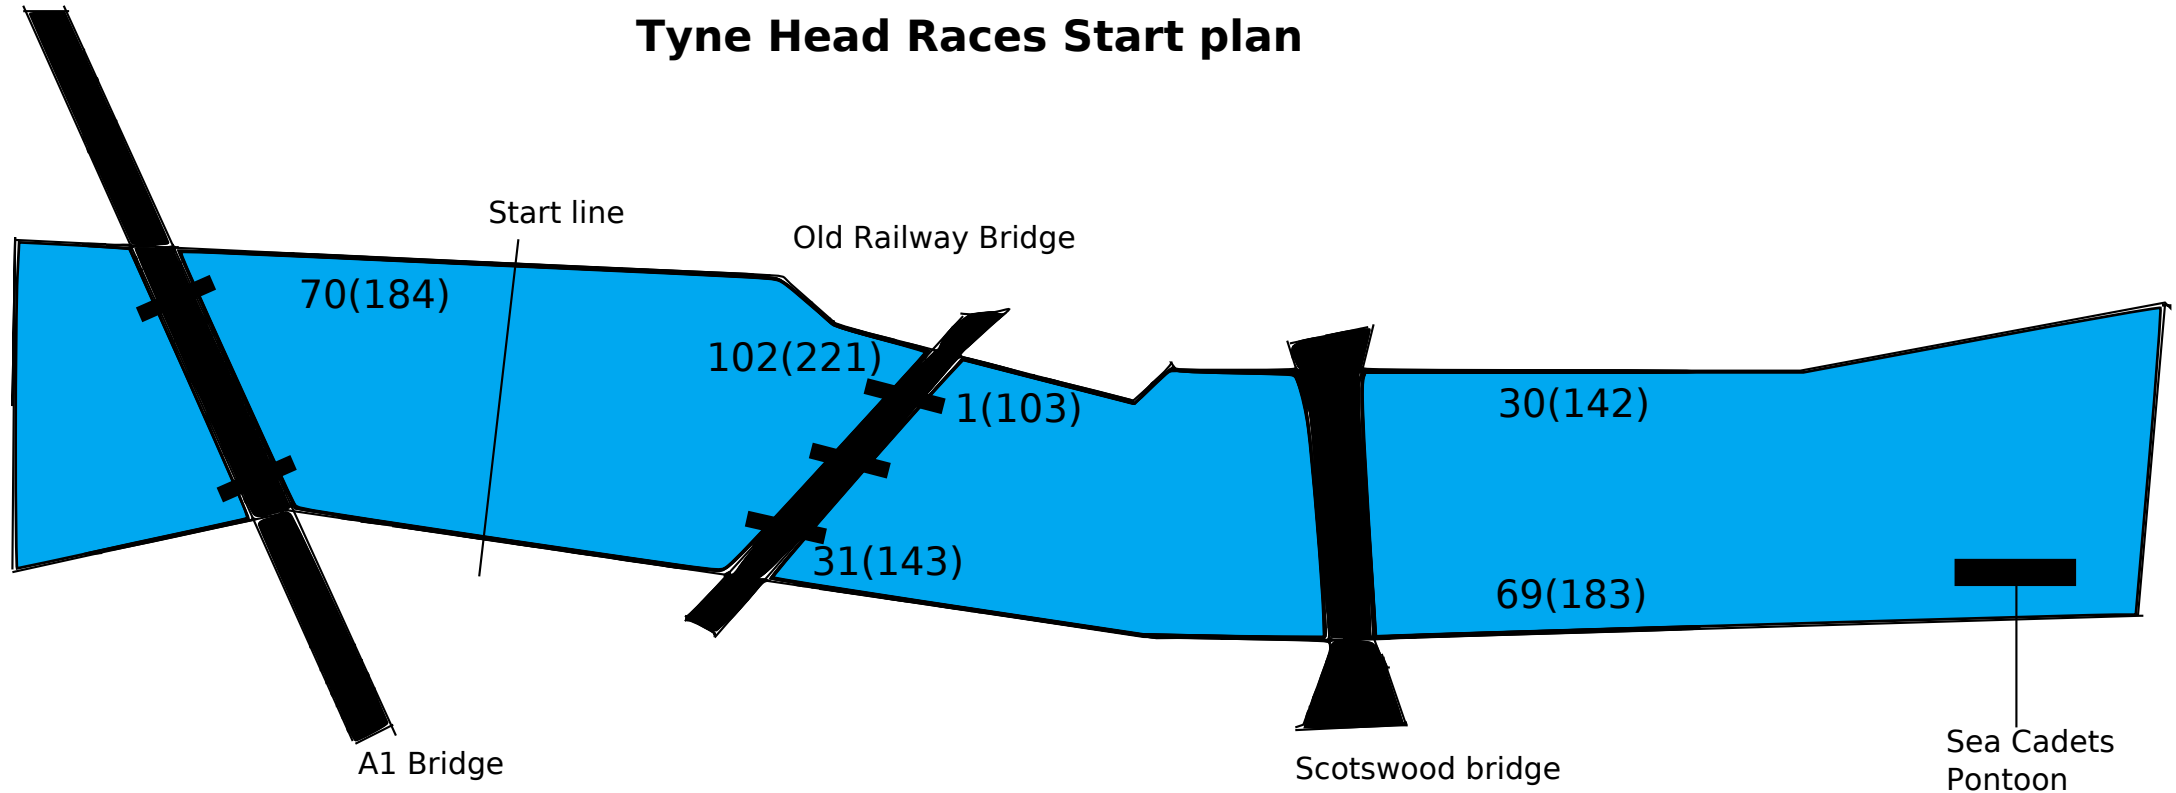 Tyne Head Races Start plan
Start line
Old Railway Bridge
70(184)
102(221)
1(103)
30(142)
31(143)
69(183)
A1 Bridge
Scotswood bridge
Sea Cadets
Pontoon